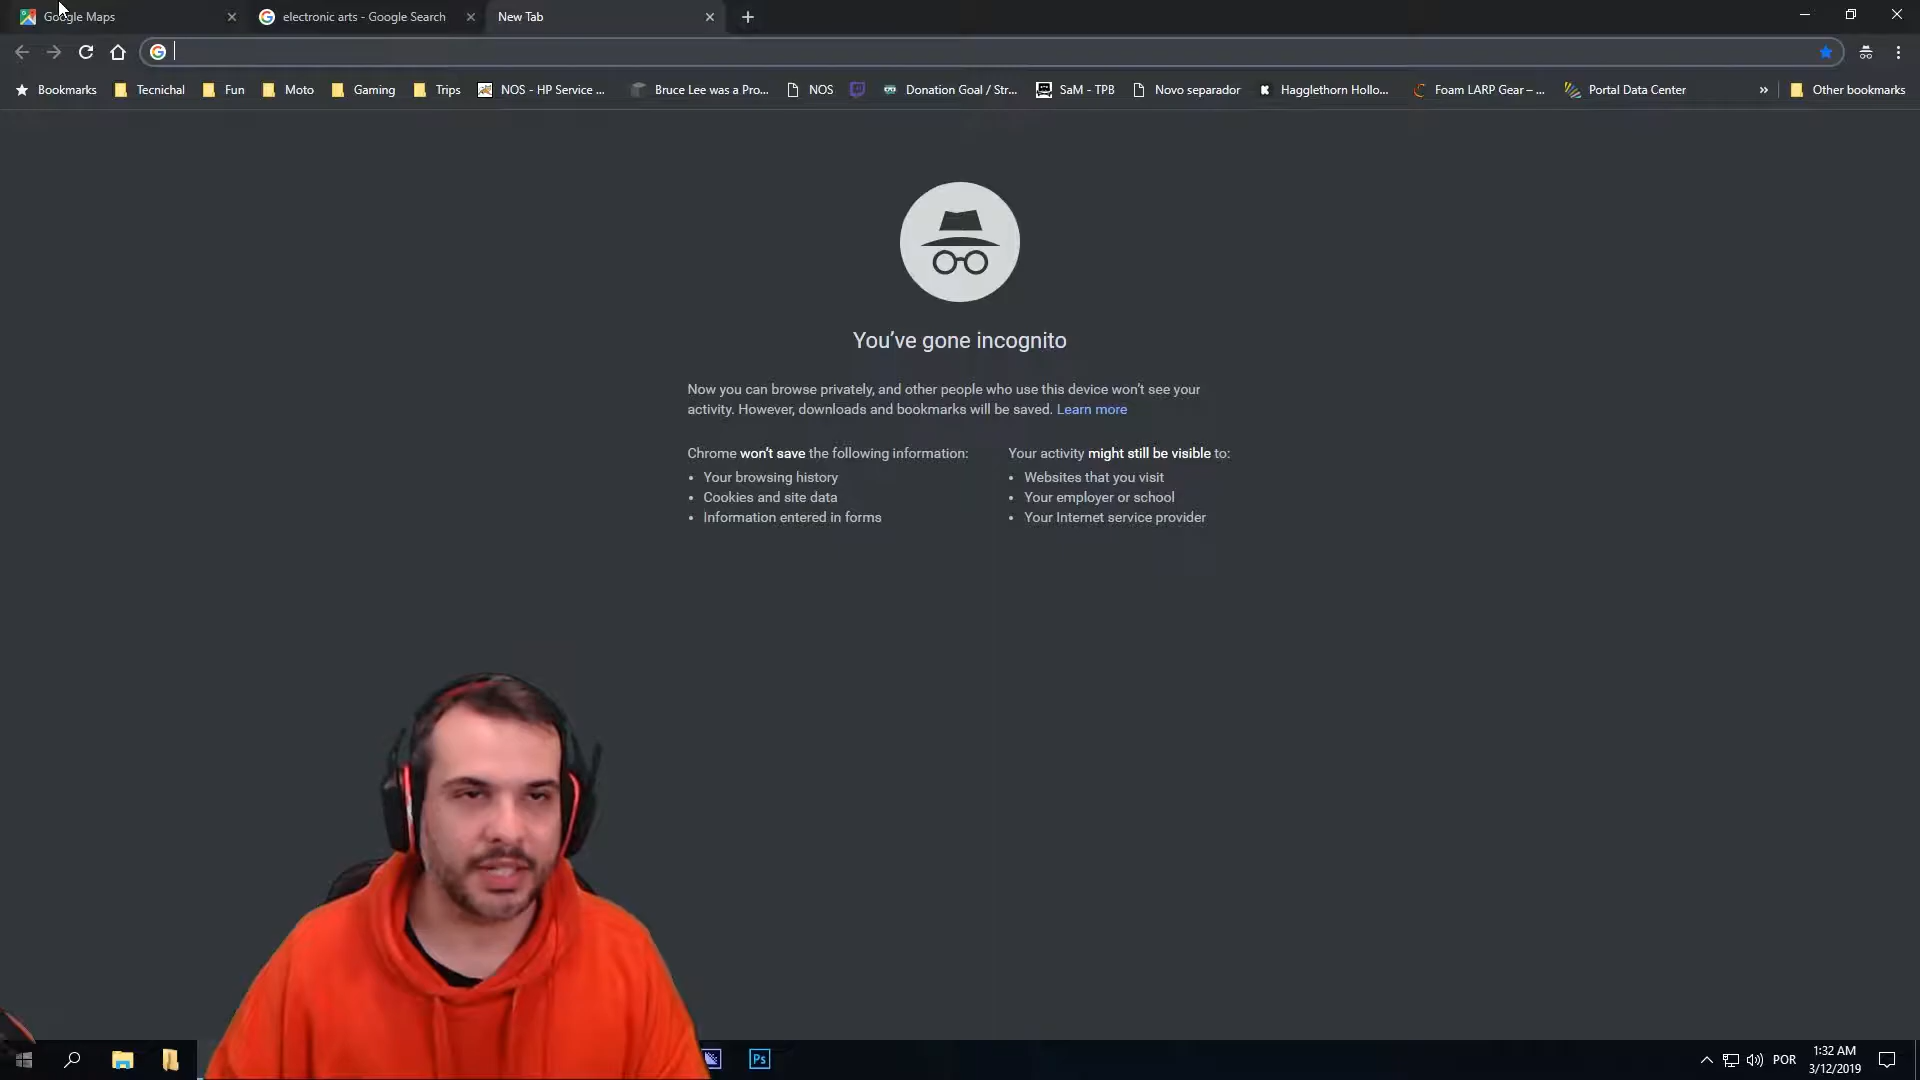 Google Maps
electronic arts - Google Search
New Tab
Bookmarks
Tecnichal
Fun
Moto
Gaming
Trips
NOS - HP Service ...
Bruce Lee was a Pro...
NOS
Donation Goal / Str...
SaM - TPB
Novo separador
Hagglethorn Hollo...
Foam LARP Gear – ...
Portal Data Center
»
Other bookmarks
You've gone incognito
Now you can browse privately, and other people who use this device won't see your
activity. However, downloads and bookmarks will be saved. Learn more
Chrome won't save the following information:
• Your browsing history
• Cookies and site data
• Information entered in forms
Your activity might still be visible to:
• Websites that you visit
• Your employer or school
• Your Internet service provider
Ps
POR
1:32 AM
3/12/2019